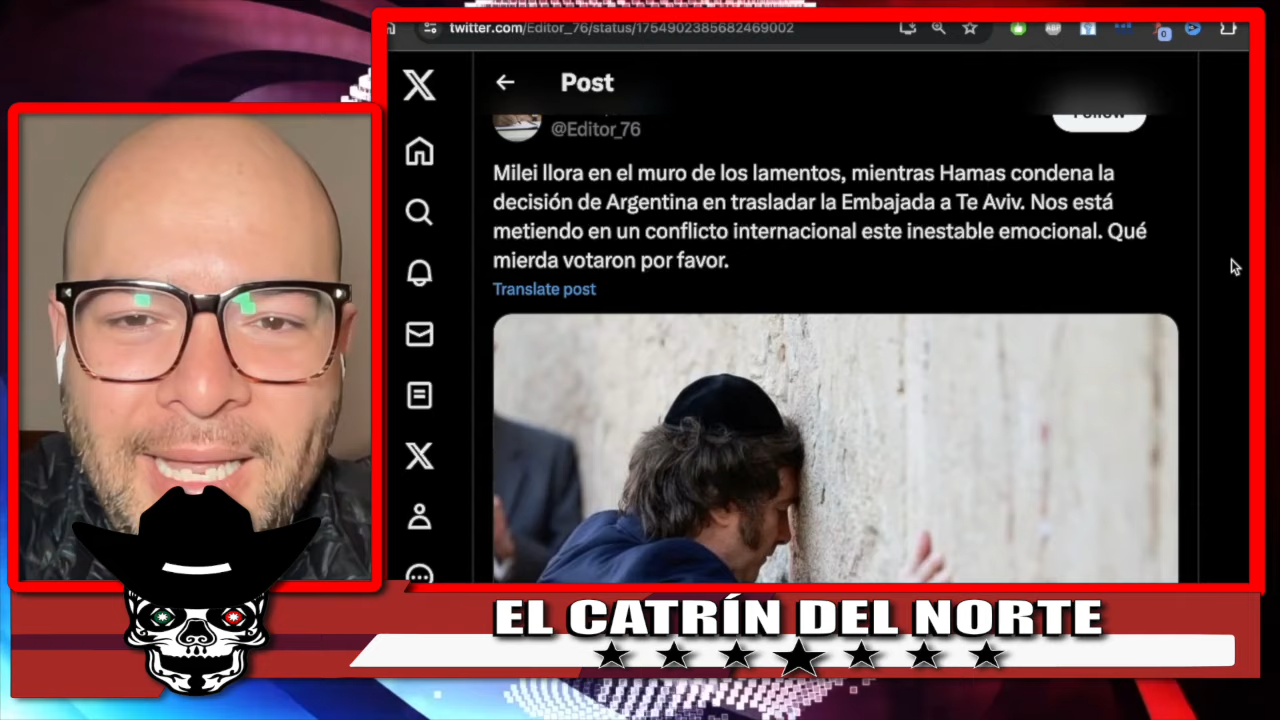 twitter.com/Editor_76/status/1754902385682469002
Post
@Editor_76
Follow
Milei llora en el muro de los lamentos, mientras Hamas condena la
decisión de Argentina en trasladar la Embajada a Te Aviv. Nos está
metiendo en un conflicto internacional este inestable emocional. Qué
mierda votaron por favor.
Translate post
EL CATRÍN DEL NORTE